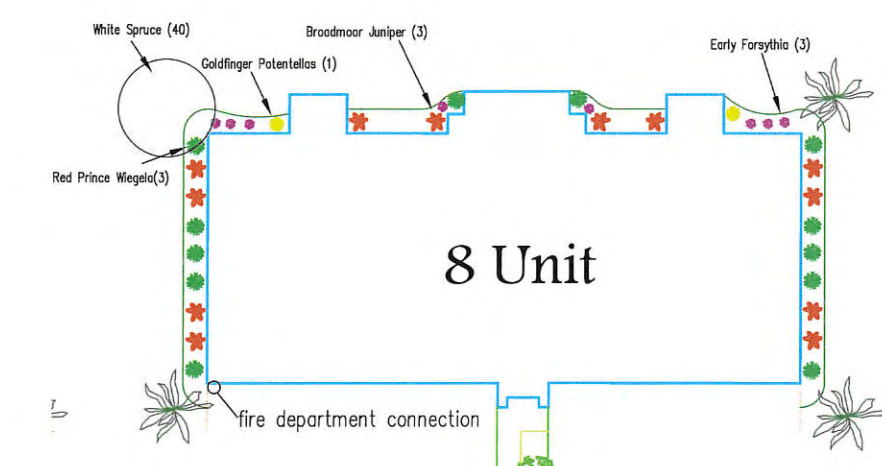 White Spruce (40)
Broadmoor Juniper (3)
Early Forsythia (3)
Goldfinger Potentellas (1)
Red Prince Wiegela(3)
8 Unit
fire department connection